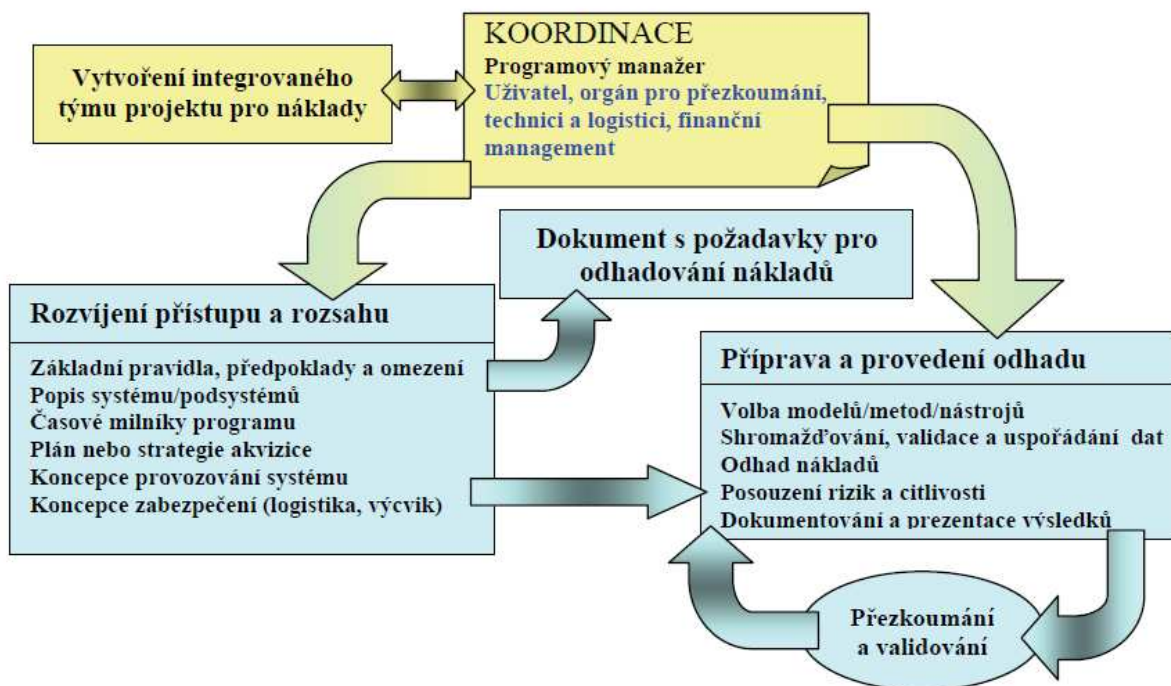 Vytvoření integrovaného
týmu projektu pro náklady
KOORDINACE
Programový manažer
Uživatel, orgán pro přezkoumání,
technici a logistici, finanční
management
Dokument s požadavky pro
odhadování nákladů
Rozvíjení přístupu a rozsahu
Základní pravidla, předpoklady a omezení
Popis systému/podsystémů
Časové milníky programu
Plán nebo strategie akvizice
Koncepce provozování systému
Koncepce zabezpečení (logistika, výcvik)
Příprava a provedení odhadu
Volba modelů/metod/nástrojů
Shromažďování, validace a uspořádání dat
Odhad nákladů
Posouzení rizik a citlivosti
Dokumentování a prezentace výsledků
Přezkoumání
a validování